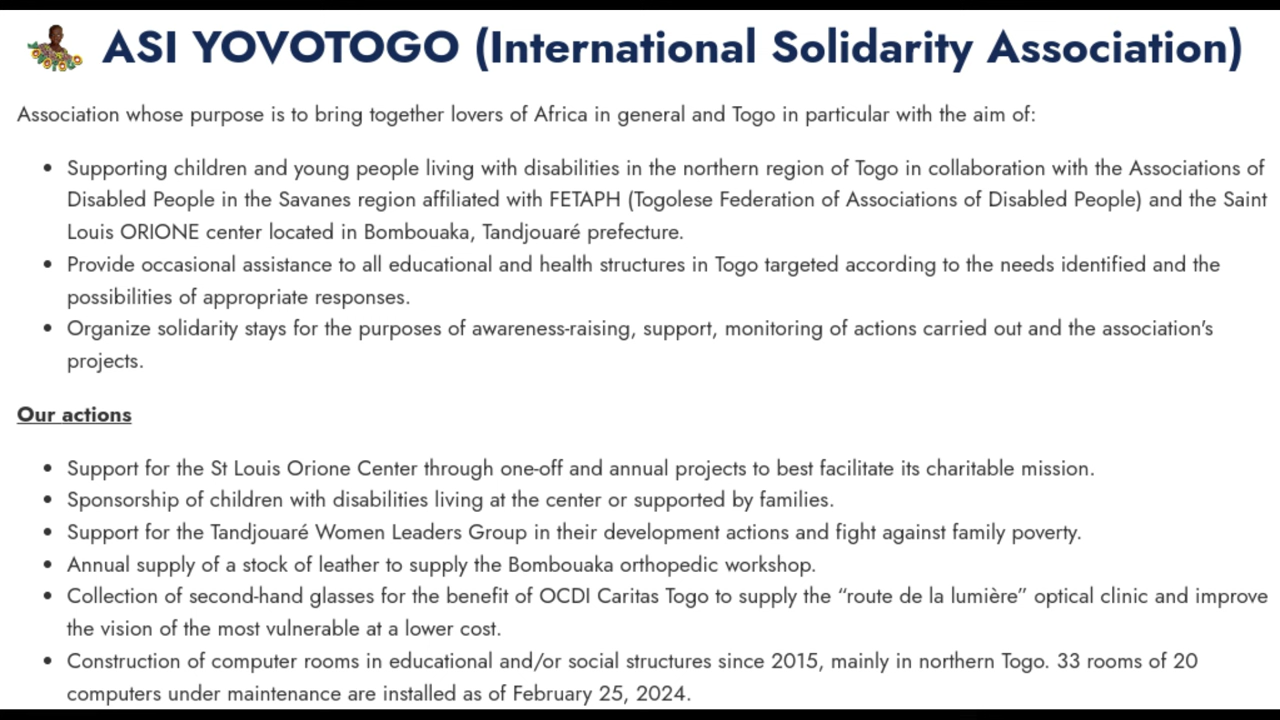 ASI YOVOTOGO (International Solidarity Association)
Association whose purpose is to bring together lovers of Africa in general and Togo in particular with the aim of:
• Supporting children and young people living with disabilities in the northern region of Togo in collaboration with the Associations of
Disabled People in the Savanes region affiliated with FETAPH (Togolese Federation of Associations of Disabled People) and the Saint
Louis ORIONE center located in Bombouaka, Tandjouaré prefecture.
• Provide occasional assistance to all educational and health structures in Togo targeted according to the needs identified and the
possibilities of appropriate responses.
• Organize solidarity stays for the purposes of awareness-raising, support, monitoring of actions carried out and the association's
projects.
Our actions
• Support for the St Louis Orione Center through one-off and annual projects to best facilitate its charitable mission.
• Sponsorship of children with disabilities living at the center or supported by families.
• Support for the Tandjouaré Women Leaders Group in their development actions and fight against family poverty.
• Annual supply of a stock of leather to supply the Bombouaka orthopedic workshop.
• Collection of second-hand glasses for the benefit of OCDI Caritas Togo to supply the “route de la lumière” optical clinic and improve
the vision of the most vulnerable at a lower cost.
• Construction of computer rooms in educational and/or social structures since 2015, mainly in northern Togo. 33 rooms of 20
computers under maintenance are installed as of February 25, 2024.